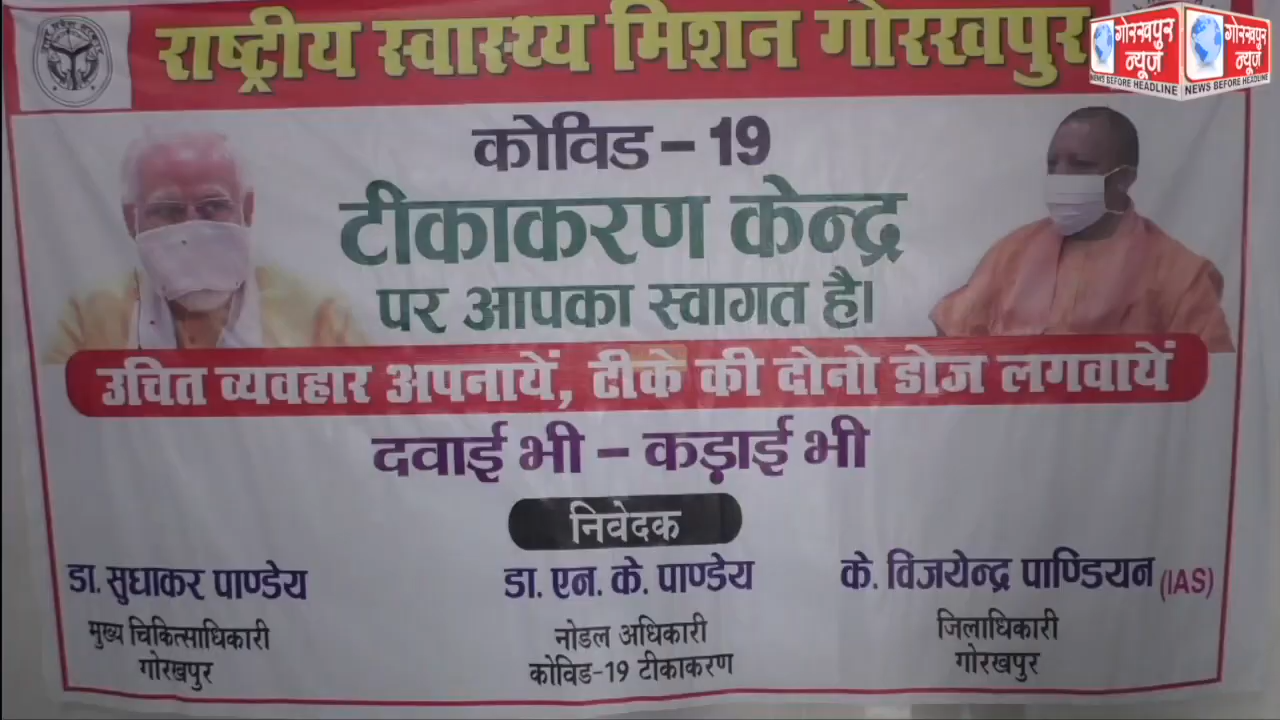 राष्ट्रीय स्वास्थ्य मिशन गोरखपुर
गोरखपुर
न्यूज़
NEWS BEFORE HEADLINE
गोरखपुर
न्यूज़
NEWS BEFORE HEADLINE
कोविड – 19
टीकाकरण केन्द्र
पर आपका स्वागत है।
उचित व्यवहार अपनायें, टीके की दोनो डोज लगवायें
दवाई भी – कड़ाई भी
निवेदक
डा. सुधाकर पाण्डेय
मुख्य चिकित्साधिकारी
गोरखपुर
डा. एन. के. पाण्डेय
नोडल अधिकारी
कोविड-19 टीकाकरण
के. विजयेन्द्र पाण्डियन (IAS)
जिलाधिकारी
गोरखपुर